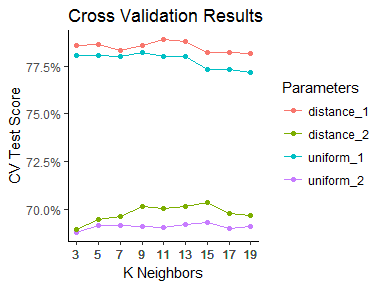 Cross Validation Results
CV Test Score
77.5%
75.0%
72.5%
70.0%
3 5 7 9 11 13 15 17 19
K Neighbors
Parameters
distance_1
distance_2
uniform_1
uniform_2